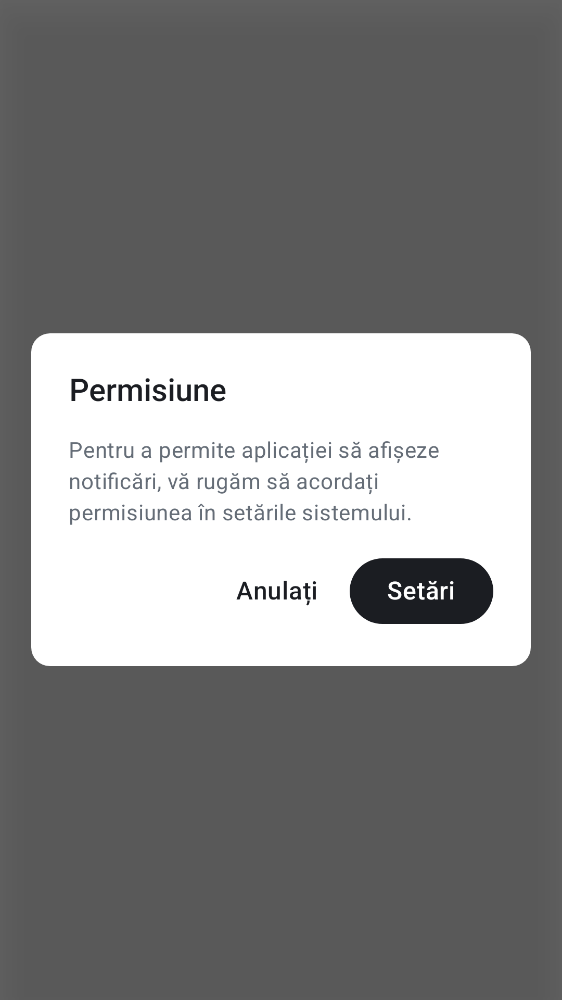 Permisiune
Pentru a permite aplicației să afișeze
notificări, vă rugăm să acordați
permisiunea în setările sistemului.
Anulați
Setări